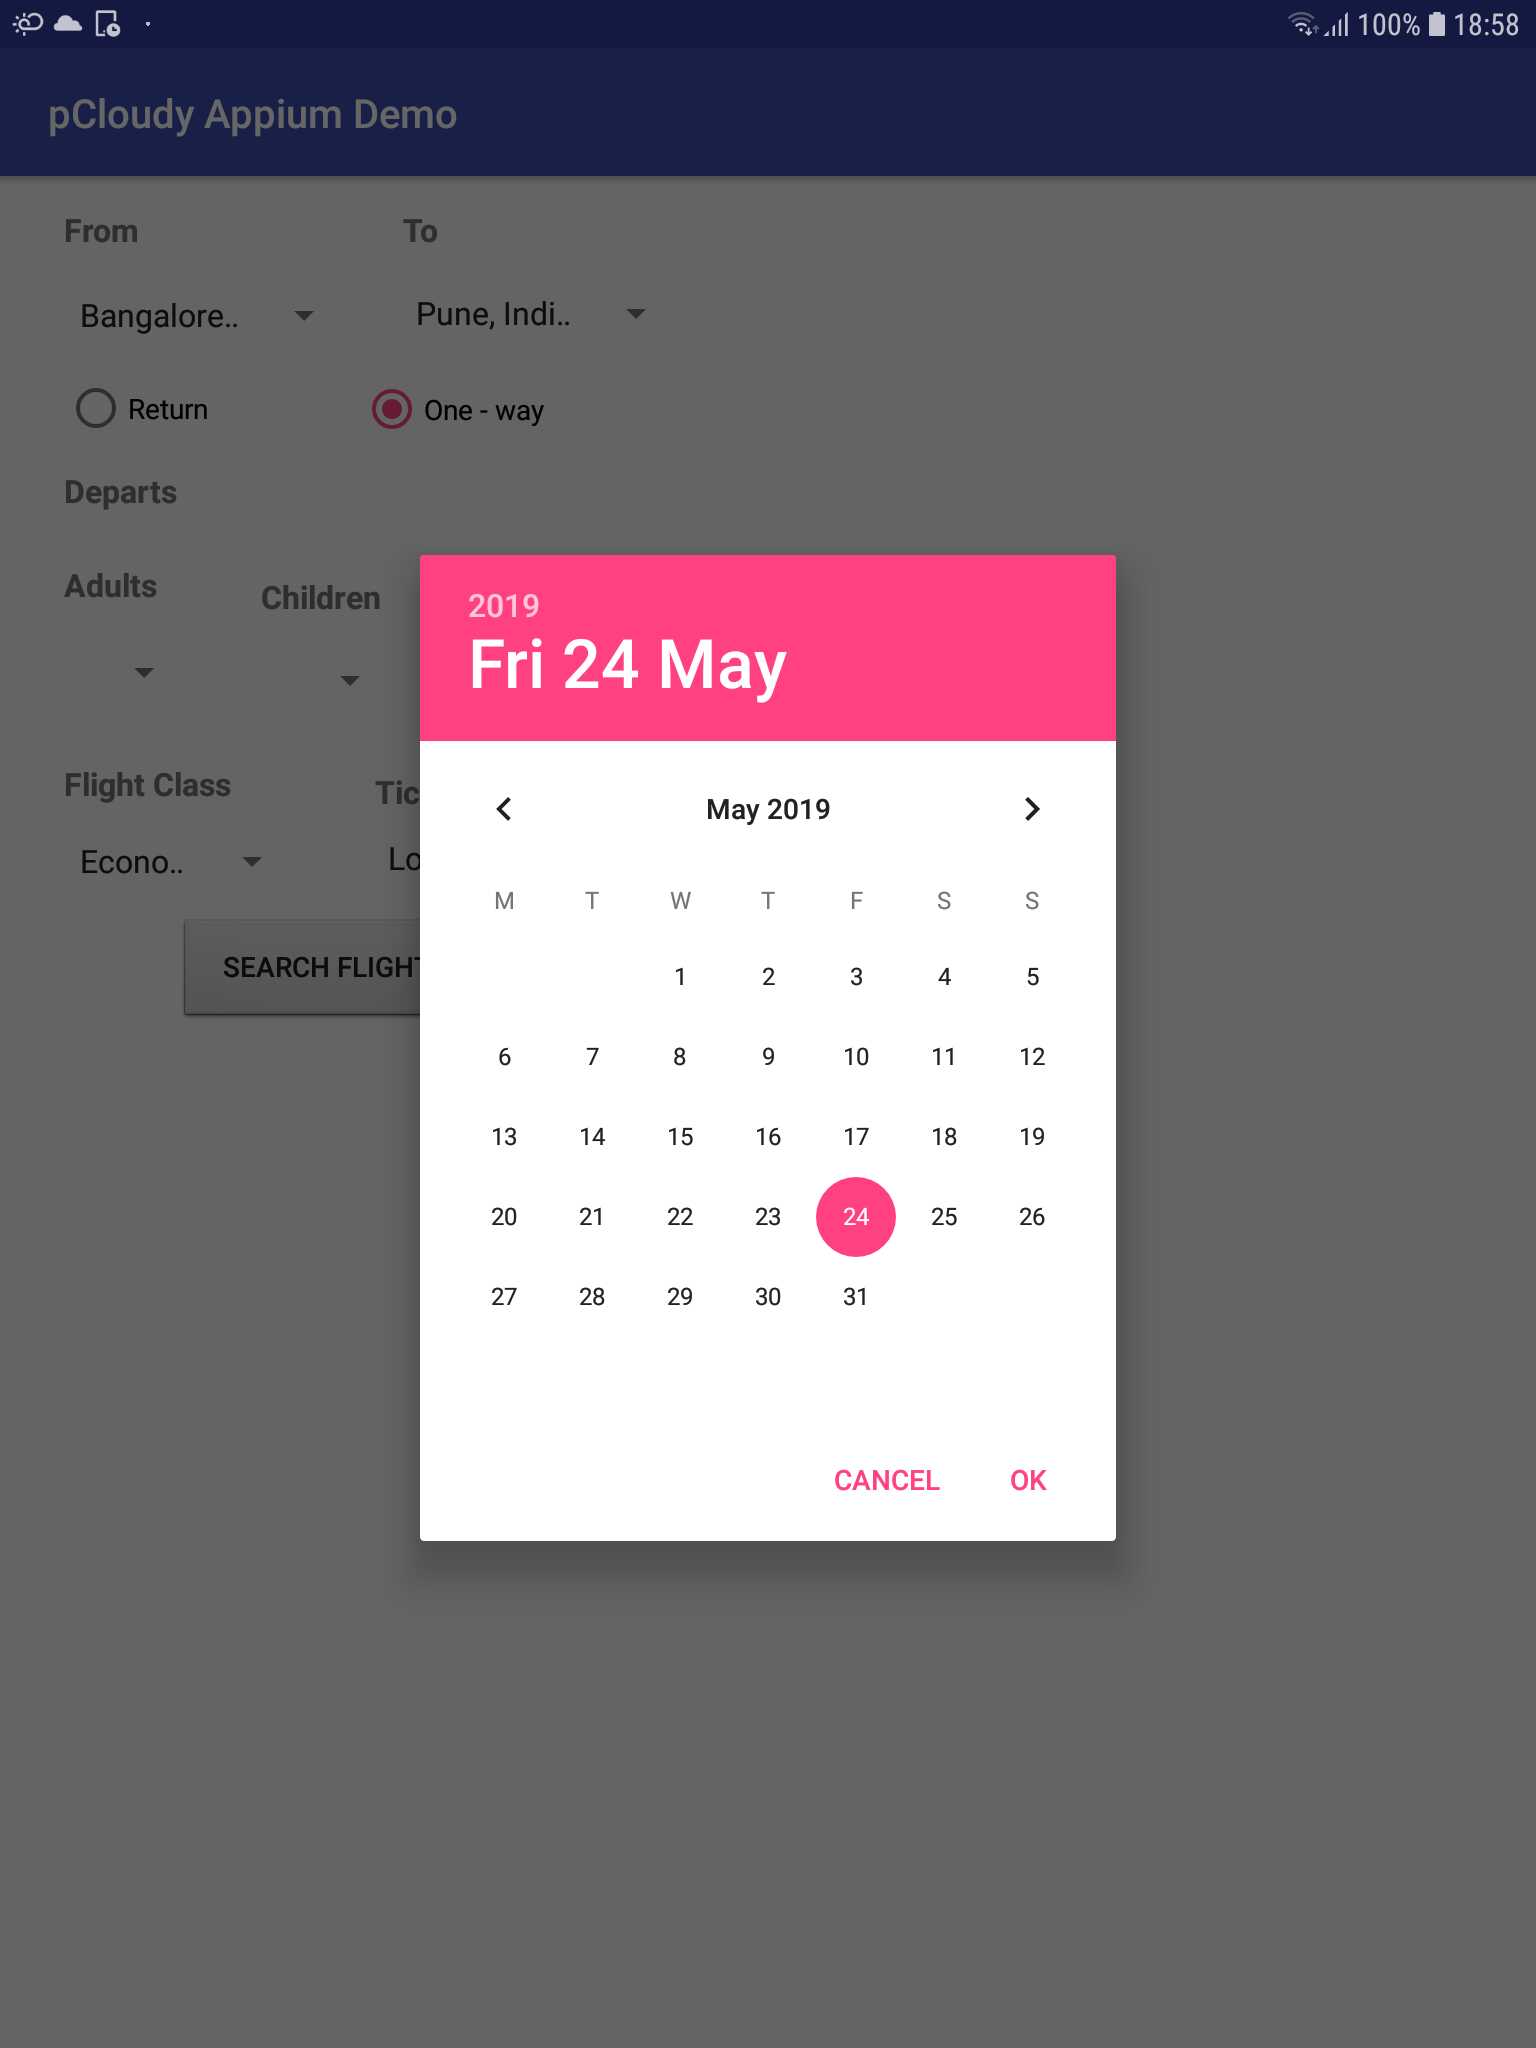 100% 18:58
pCloudy Appium Demo
From To
Bangalore.. Pune, Indi..
Return One - way
Departs
Adults Children
2019
Fri 24 May
Flight Class Tic
May 2019
Econo.. Lo
M T W T F S S
SEARCH FLIGHT
1 2 3 4 5
6 7 8 9 10 11 12
13 14 15 16 17 18 19
20 21 22 23 24 25 26
27 28 29 30 31
CANCEL OK